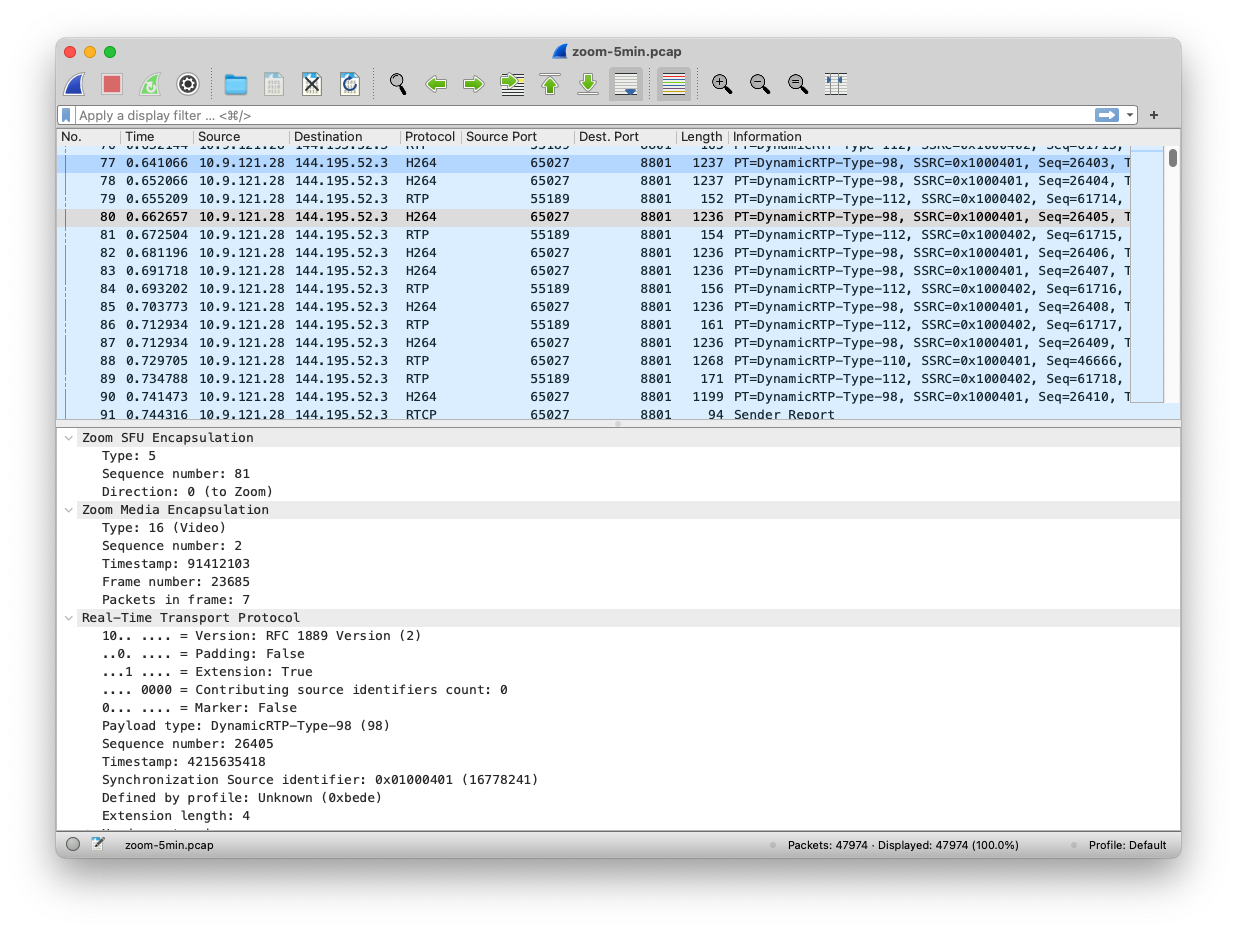 zoom-5min.pcap
Apply a display filter ... <⌘/>
No. Time Source Destination Protocol Source Port Dest. Port Length Information
77 0.641066 10.9.121.28 144.195.52.3 H264 65027 8801 1237 PT=DynamicRTP-Type-98, SSRC=0x1000401, Seq=26403, T
78 0.652066 10.9.121.28 144.195.52.3 H264 65027 8801 1237 PT=DynamicRTP-Type-98, SSRC=0x1000401, Seq=26404, T
79 0.655209 10.9.121.28 144.195.52.3 RTP 55189 8801 152 PT=DynamicRTP-Type-112, SSRC=0x1000402, Seq=61714,
80 0.662657 10.9.121.28 144.195.52.3 H264 65027 8801 1236 PT=DynamicRTP-Type-98, SSRC=0x1000401, Seq=26405, T
81 0.672504 10.9.121.28 144.195.52.3 RTP 55189 8801 154 PT=DynamicRTP-Type-112, SSRC=0x1000402, Seq=61715,
82 0.681196 10.9.121.28 144.195.52.3 H264 65027 8801 1236 PT=DynamicRTP-Type-98, SSRC=0x1000401, Seq=26406, T
83 0.691718 10.9.121.28 144.195.52.3 H264 65027 8801 1236 PT=DynamicRTP-Type-98, SSRC=0x1000401, Seq=26407, T
84 0.693202 10.9.121.28 144.195.52.3 RTP 55189 8801 156 PT=DynamicRTP-Type-112, SSRC=0x1000402, Seq=61716,
85 0.703773 10.9.121.28 144.195.52.3 H264 65027 8801 1236 PT=DynamicRTP-Type-98, SSRC=0x1000401, Seq=26408, T
86 0.712934 10.9.121.28 144.195.52.3 RTP 55189 8801 161 PT=DynamicRTP-Type-112, SSRC=0x1000402, Seq=61717,
87 0.712934 10.9.121.28 144.195.52.3 H264 65027 8801 1236 PT=DynamicRTP-Type-98, SSRC=0x1000401, Seq=26409, T
88 0.729705 10.9.121.28 144.195.52.3 RTP 65027 8801 1268 PT=DynamicRTP-Type-110, SSRC=0x1000401, Seq=46666,
89 0.734788 10.9.121.28 144.195.52.3 RTP 55189 8801 171 PT=DynamicRTP-Type-112, SSRC=0x1000402, Seq=61718,
90 0.741473 10.9.121.28 144.195.52.3 H264 65027 8801 1199 PT=DynamicRTP-Type-98, SSRC=0x1000401, Seq=26410, T
91 0.744316 10.9.121.28 144.195.52.3 RTCP 65027 8801 94 Sender Report
Zoom SFU Encapsulation
Type: 5
Sequence number: 81
Direction: 0 (to Zoom)
Zoom Media Encapsulation
Type: 16 (Video)
Sequence number: 2
Timestamp: 91412103
Frame number: 23685
Packets in frame: 7
Real-Time Transport Protocol
10.. .... = Version: RFC 1889 Version (2)
..0. .... = Padding: False
...1 .... = Extension: True
.... 0000 = Contributing source identifiers count: 0
0... .... = Marker: False
Payload type: DynamicRTP-Type-98 (98)
Sequence number: 26405
Timestamp: 4215635418
Synchronization Source identifier: 0x01000401 (16778241)
Defined by profile: Unknown (0xbede)
Extension length: 4
zoom-5min.pcap Packets: 47974 · Displayed: 47974 (100.0%) Profile: Default